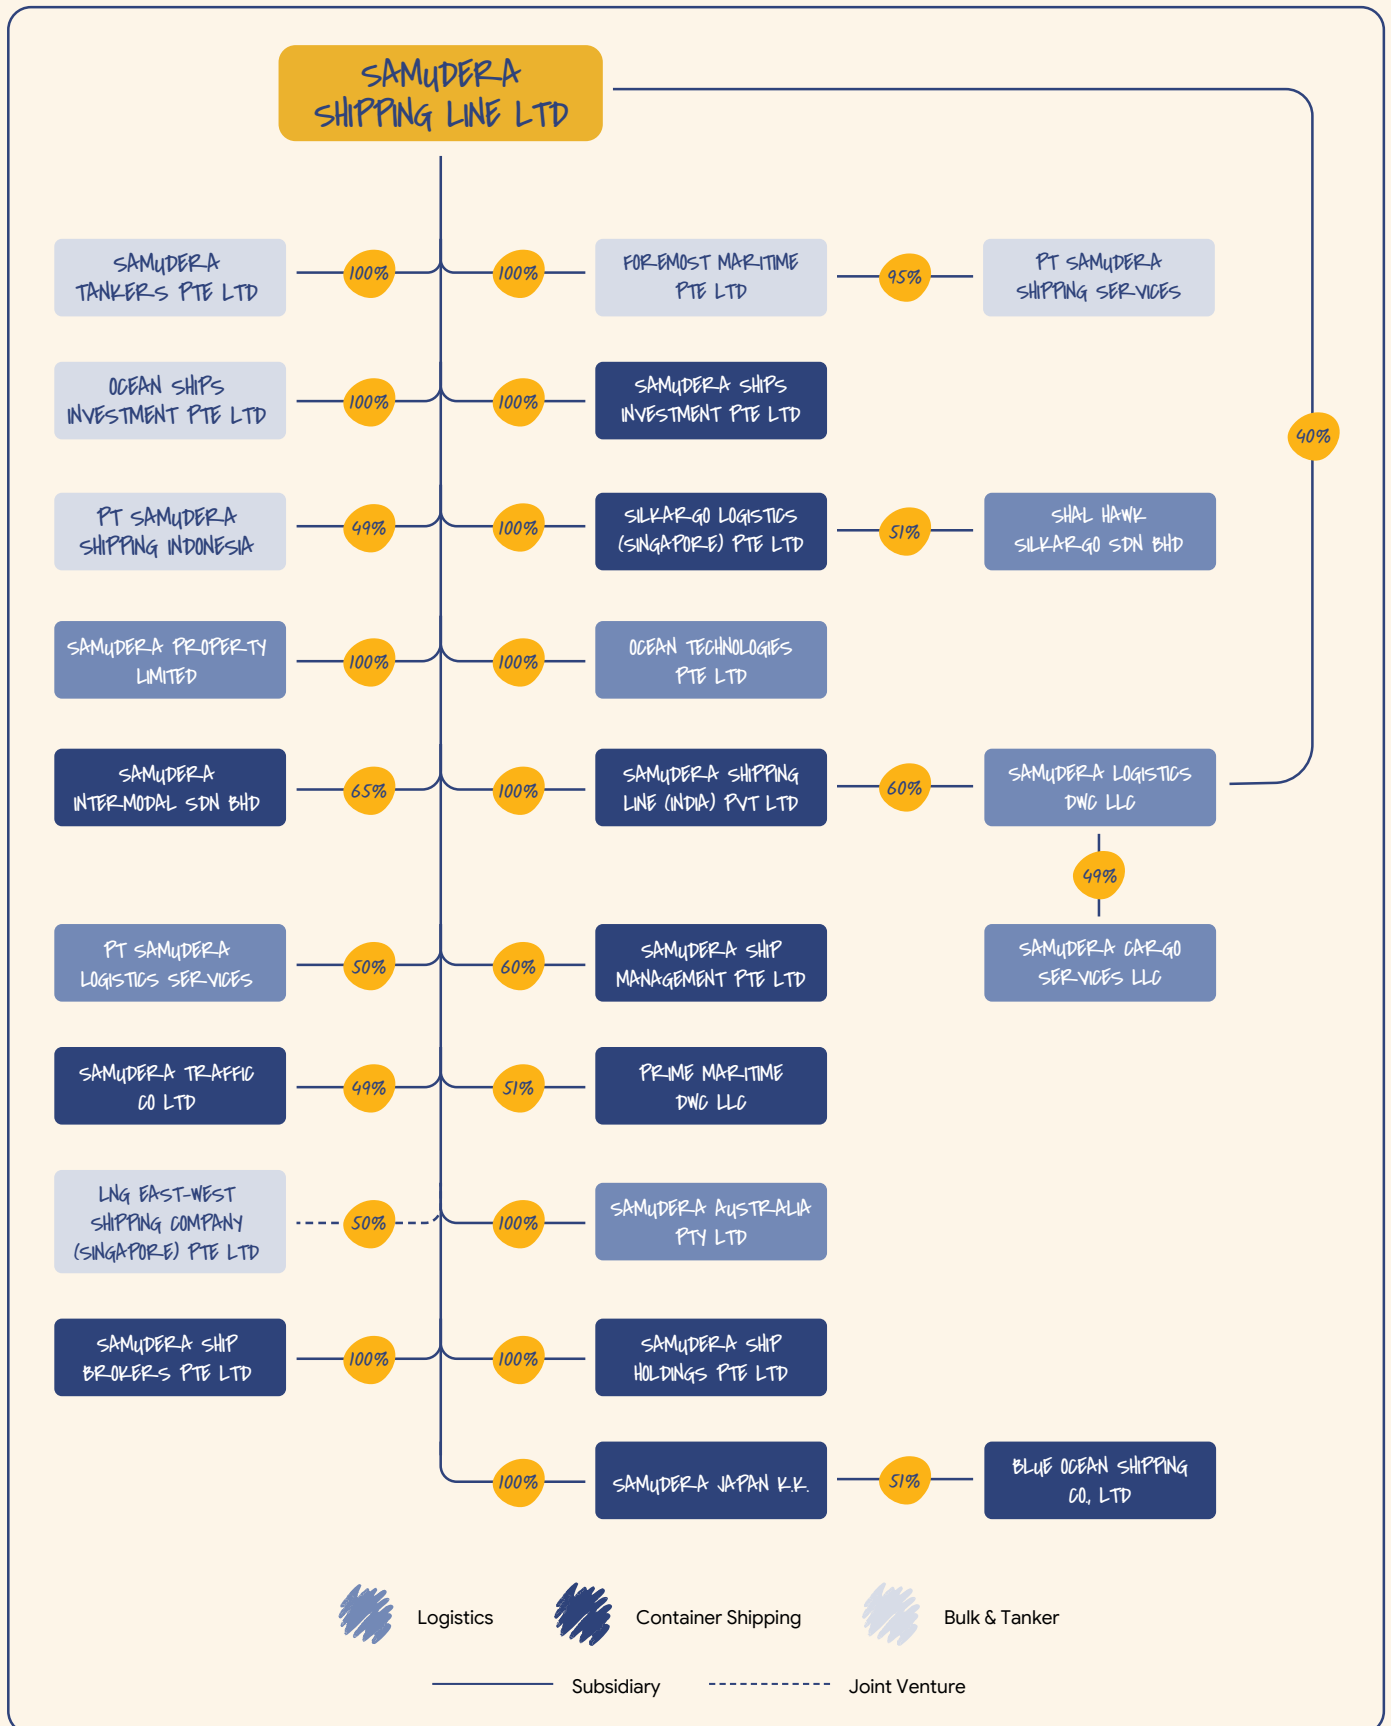 SAMUDERA
SHIPPING LINE LTD
SAMUDERA
TANKERS PTE LTD
100%
100%
FOREMOST MARITIME
PTE LTD
95%
PT SAMUDERA
SHIPPING SERVICES
OCEAN SHIPS
INVESTMENT PTE LTD
100%
100%
SAMUDERA SHIPS
INVESTMENT PTE LTD
40%
PT SAMUDERA
SHIPPING INDONESIA
49%
100%
SILKARGO LOGISTICS
(SINGAPORE) PTE LTD
51%
SHAL HAWK
SILKARGO SDN BHD
SAMUDERA PROPERTY
LIMITED
100%
100%
OCEAN TECHNOLOGIES
PTE LTD
SAMUDERA
INTERMODAL SDN BHD
65%
100%
SAMUDERA SHIPPING
LINE (INDIA) PVT LTD
60%
SAMUDERA LOGISTICS
DWC LLC
49%
PT SAMUDERA
LOGISTICS SERVICES
50%
60%
SAMUDERA SHIP
MANAGEMENT PTE LTD
SAMUDERA CARGO
SERVICES LLC
SAMUDERA TRAFFIC
CO LTD
49%
51%
PRIME MARITIME
DWC LLC
LNG EAST-WEST
SHIPPING COMPANY
(SINGAPORE) PTE LTD
50%
100%
SAMUDERA AUSTRALIA
PTY LTD
SAMUDERA SHIP
BROKERS PTE LTD
100%
100%
SAMUDERA SHIP
HOLDINGS PTE LTD
100%
SAMUDERA JAPAN K.K.
51%
BLUE OCEAN SHIPPING
CO., LTD
Logistics
Container Shipping
Bulk & Tanker
Subsidiary
Joint Venture